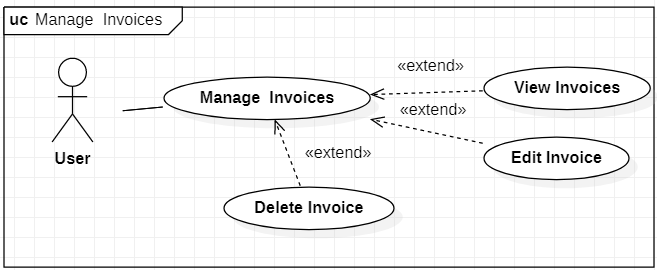 uc Manage Invoices
«extend»
View Invoices
Manage Invoices
«extend»
«extend»
Edit Invoice
User
Delete Invoice